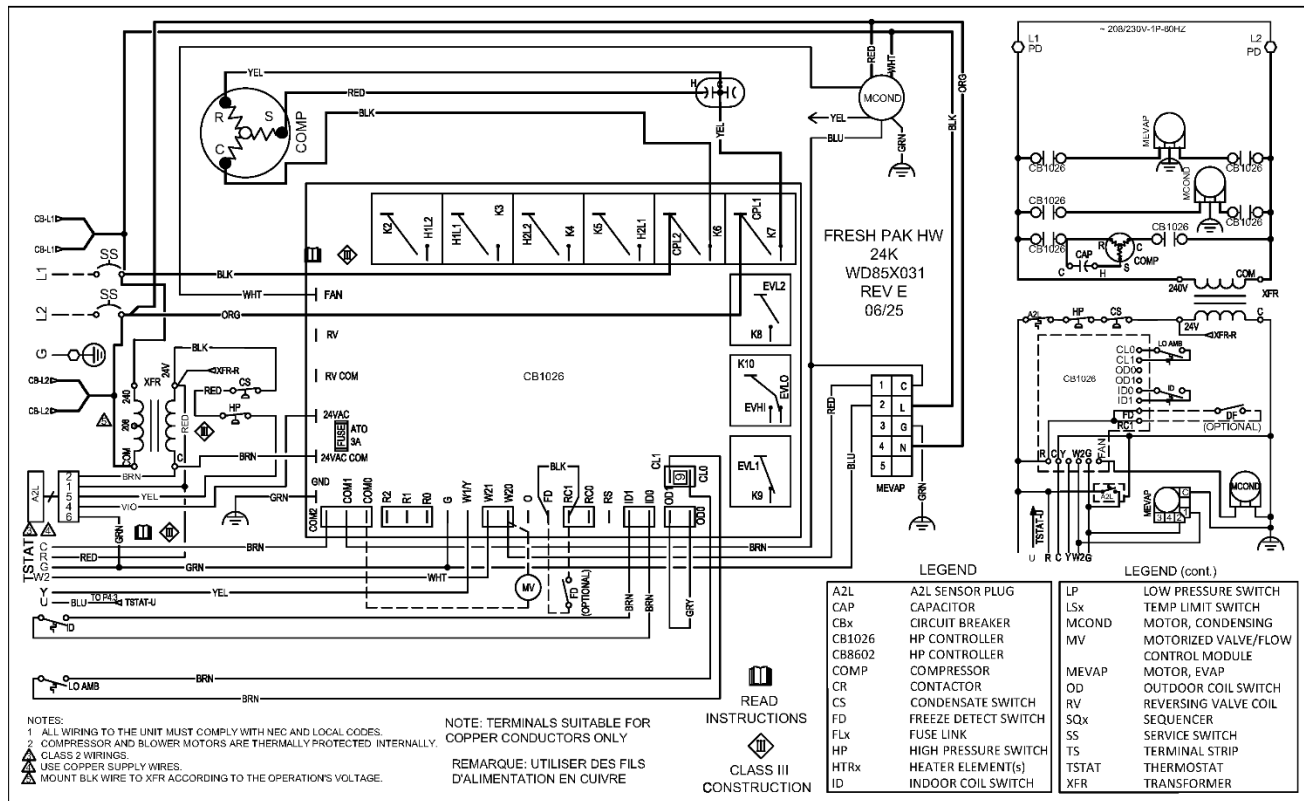 YEL
RED
BLK
R
S
C
COMP
H
C
YEL
RED
WHT
MCOND
YEL
BLU
GRN
ORG
BLK
CB-L1
CB-L1
SS
L1
SS
L2
G
CB-L2
CB-L2
BLK
WHT
ORG
FAN
RV
RV COM
24VAC
FUSE
ATO
3A
24VAC COM
GND
CB1026
K2
H1L2
H1L1
K3
H2L2
K4
K5
H2L1
CPL2
K6
CPL1
K7
EVL2
K8
K10
EVLO
EVHI
EVL1
K9
FRESH PAK HW
24K
WD85X031
REV E
06/25
XFR
24V
BLK
XFR-R
CS
RED
HP
240
208
COM
C
RED
5
BRN
BRN
A2L
2
1
5
4
6
YEL
VIO
GRN
GRN
3
4
TSTAT
C
R
G
W2
Y
U
RED
BRN
GRN
WHT
YEL
BLU
TO P4:3
TSTAT-U
ID
LO AMB
BRN
BRN
COM2
COM1
COM0
R2
R1
R0
G
W1/Y
W21
W20
O
FD
RC1
RC0
RS
ID1
ID0
OD1
OD0
BLK
CL1
CL0
MV
FD
(OPTIONAL)
BRN
BRN
GRY
BRN
RED
BLU
1
2
3
4
5
C
L
G
N
MEVAP
GRN
~ 208/230V-1P-60HZ
L1
PD
L2
PD
MEVAP
CB1026
CB1026
MCOND
CB1026
CB1026
CB1026
CB1026
R
C
S
COMP
CAP
C
H
240V
COM
XFR
24V
C
XFR-R
A2L
HP
CS
CB1026
CL0
CL1
OD0
OD1
ID0
ID1
FD
RC1
LO AMB
ID
DF
(OPTIONAL)
R C Y W2 G
FAN
A2L
MEVAP
C
3 4 2 1
MCOND
TSTAT-U
U R C Y W2 G
LEGEND
A2L A2L SENSOR PLUG
CAP CAPACITOR
CBx CIRCUIT BREAKER
CB1026 HP CONTROLLER
CB8602 HP CONTROLLER
COMP COMPRESSOR
CR CONTACTOR
CS CONDENSATE SWITCH
FD FREEZE DETECT SWITCH
FLx FUSE LINK
HP HIGH PRESSURE SWITCH
HTRx HEATER ELEMENT(s)
ID INDOOR COIL SWITCH
LEGEND (cont.)
LP LOW PRESSURE SWITCH
LSx TEMP LIMIT SWITCH
MCOND MOTOR, CONDENSING
MV MOTORIZED VALVE/FLOW
CONTROL MODULE
MEVAP MOTOR, EVAP
OD OUTDOOR COIL SWITCH
RV REVERSING VALVE COIL
SQx SEQUENCER
SS SERVICE SWITCH
TS TERMINAL STRIP
TSTAT THERMOSTAT
XFR TRANSFORMER
NOTES:
1 ALL WIRING TO THE UNIT MUST COMPLY WITH NEC AND LOCAL CODES.
2 COMPRESSOR AND BLOWER MOTORS ARE THERMALLY PROTECTED INTERNALLY.
3 CLASS 2 WIRINGS.
4 USE COPPER SUPPLY WIRES.
5 MOUNT BLK WIRE TO XFR ACCORDING TO THE OPERATION'S VOLTAGE.
NOTE: TERMINALS SUITABLE FOR
COPPER CONDUCTORS ONLY
REMARQUE: UTILISER DES FILS
D'ALIMENTATION EN CUIVRE
READ
INSTRUCTIONS
III
CLASS III
CONSTRUCTION